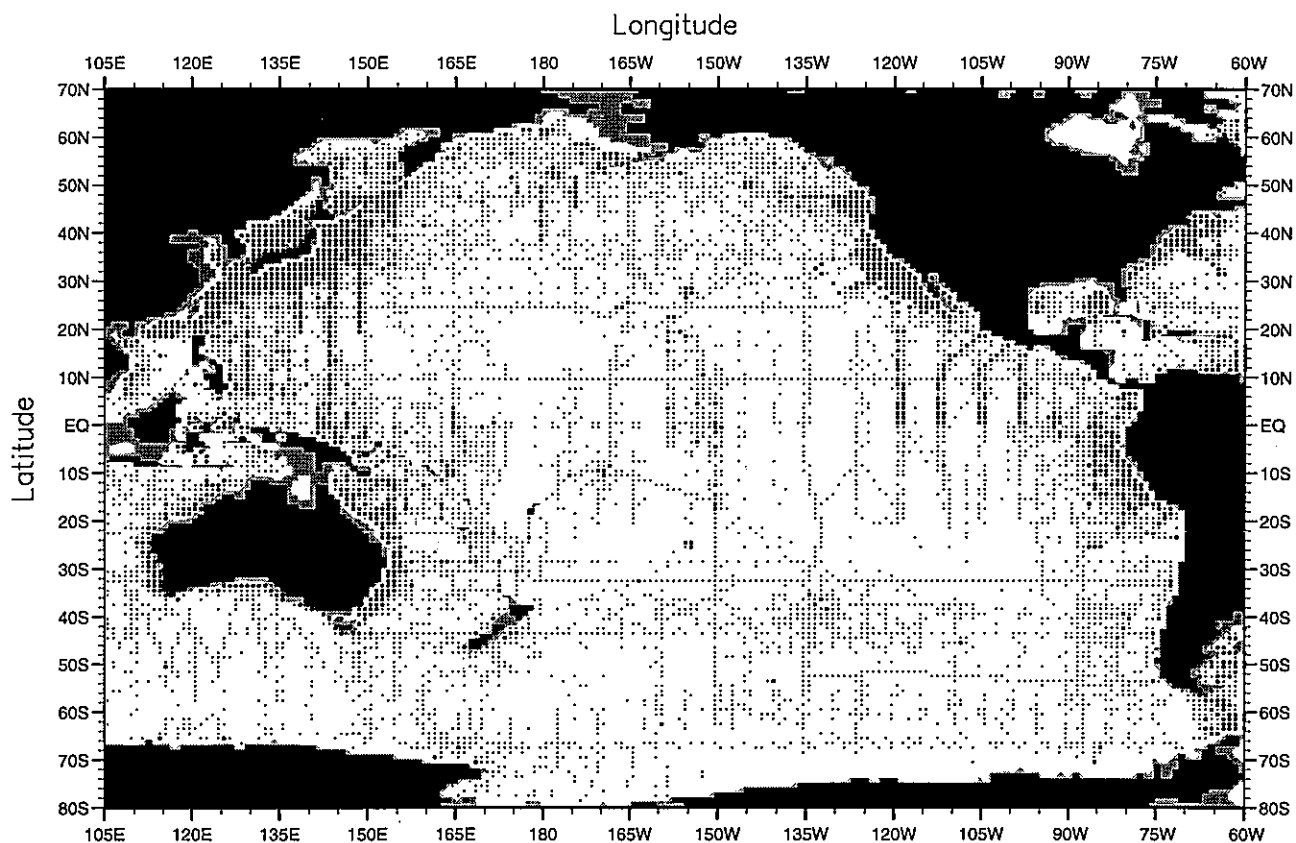 Longitude
105E 120E 135E 150E 165E 180 165W 150W 135W 120W 105W 90W 75W 60W
70N 70N
60N 60N
50N 50N
40N 40N
30N 30N
20N 20N
10N 10N
EQ EQ
Latitude
10S 10S
20S 20S
30S 30S
40S 40S
50S 50S
60S 60S
70S 70S
80S 80S
105E 120E 135E 150E 165E 180 165W 150W 135W 120W 105W 90W 75W 60W